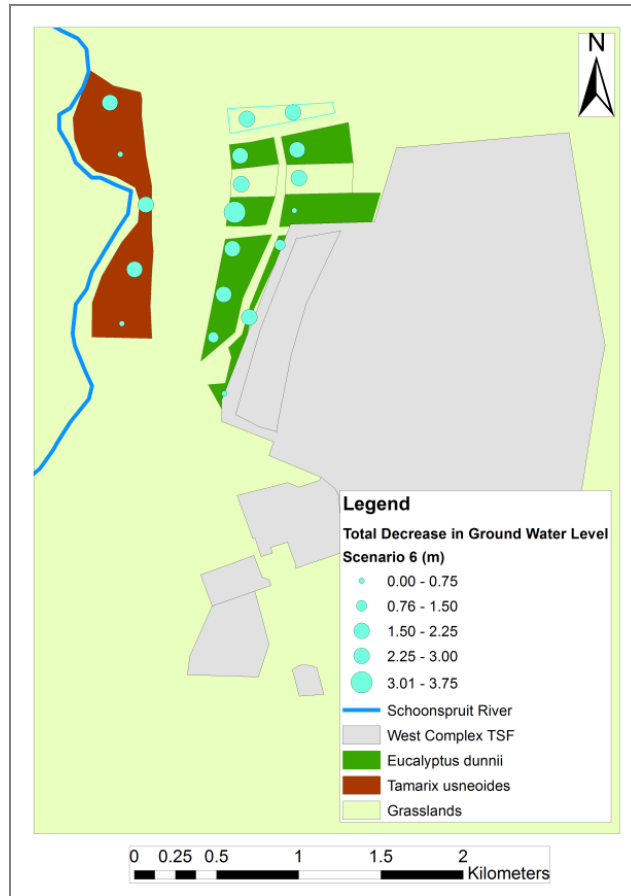 N
Legend
Total Decrease in Ground Water Level
Scenario 6 (m)
0.00 - 0.75
0.76 - 1.50
1.50 - 2.25
2.25 - 3.00
3.01 - 3.75
Schoonspruit River
West Complex TSF
Eucalyptus dunnii
Tamarix usneoides
Grasslands
0 0.25 0.5 1 1.5 2
Kilometers